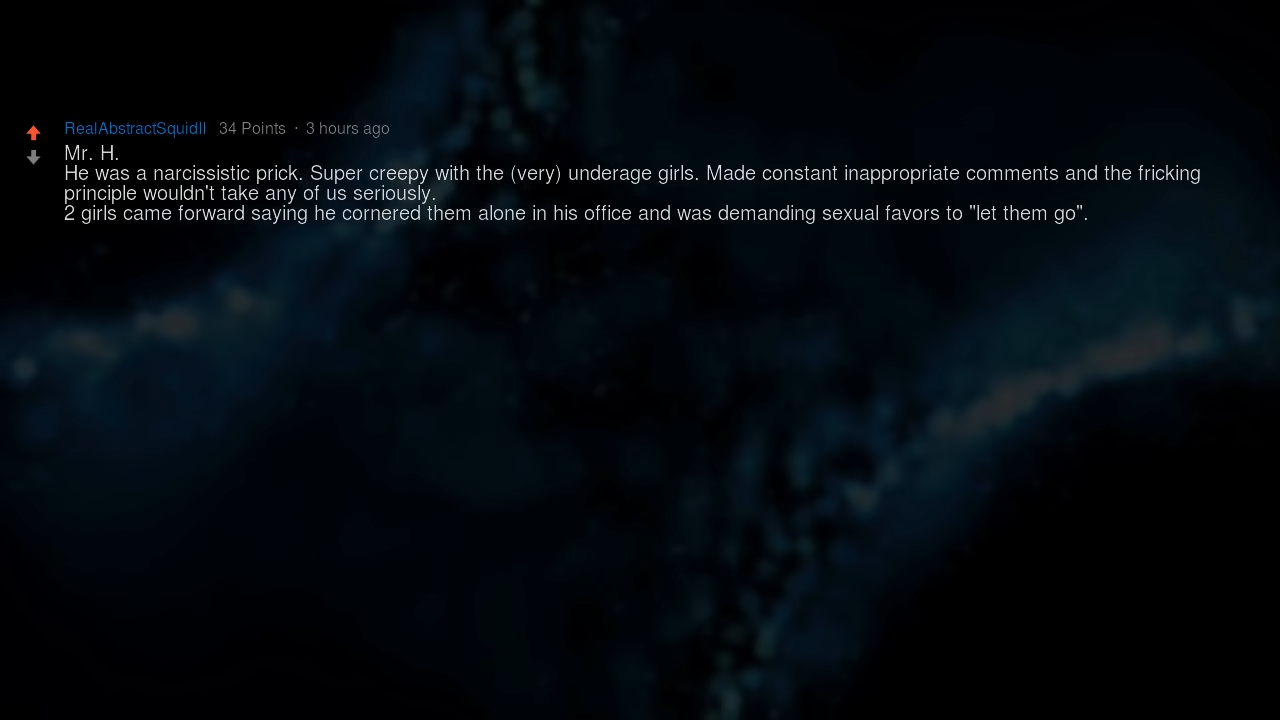 RealAbstractSquidII 34 Points · 3 hours ago
Mr. H.
He was a narcissistic prick. Super creepy with the (very) underage girls. Made constant inappropriate comments and the fricking
principle wouldn't take any of us seriously.
2 girls came forward saying he cornered them alone in his office and was demanding sexual favors to "let them go".